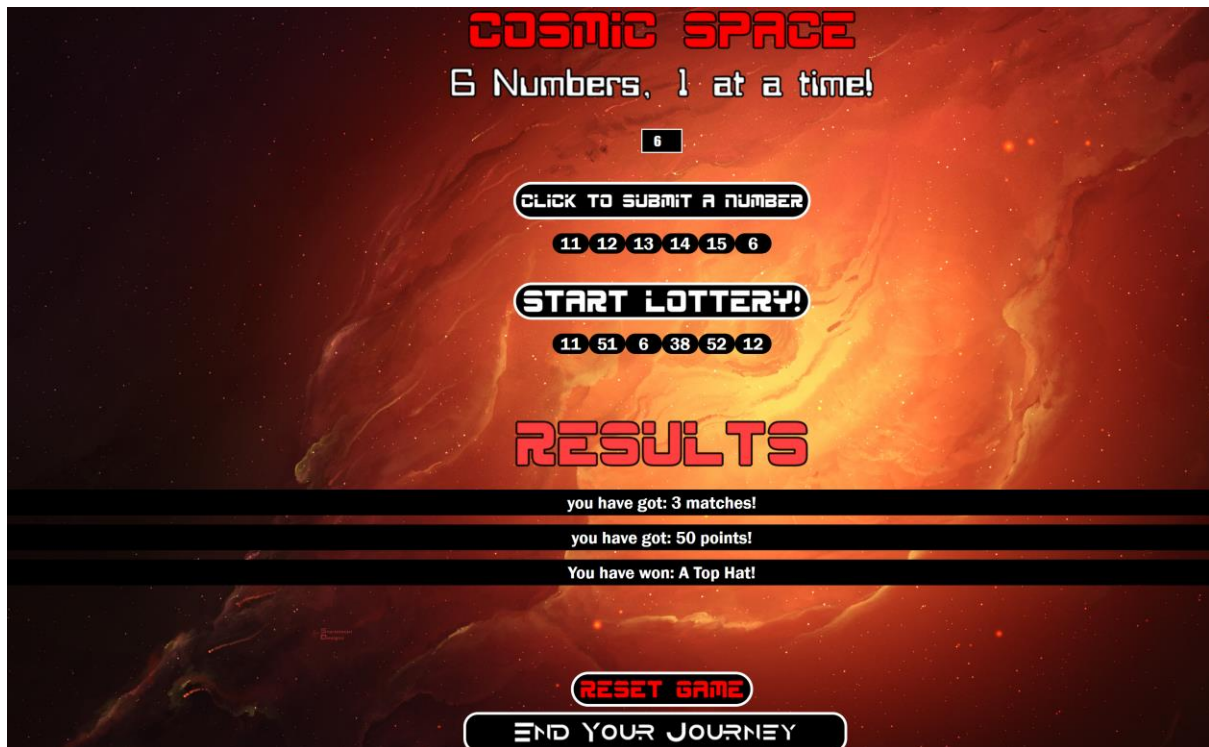 COSMIC SPACE
6 Numbers, 1 at a time!
6
CLICK TO SUBMIT A NUMBER
11 12 13 14 15 6
START LOTTERY!
11 51 6 38 52 12
RESULTS
you have got: 3 matches!
you have got: 50 points!
You have won: A Top Hat!
RESET GAME
END YOUR JOURNEY